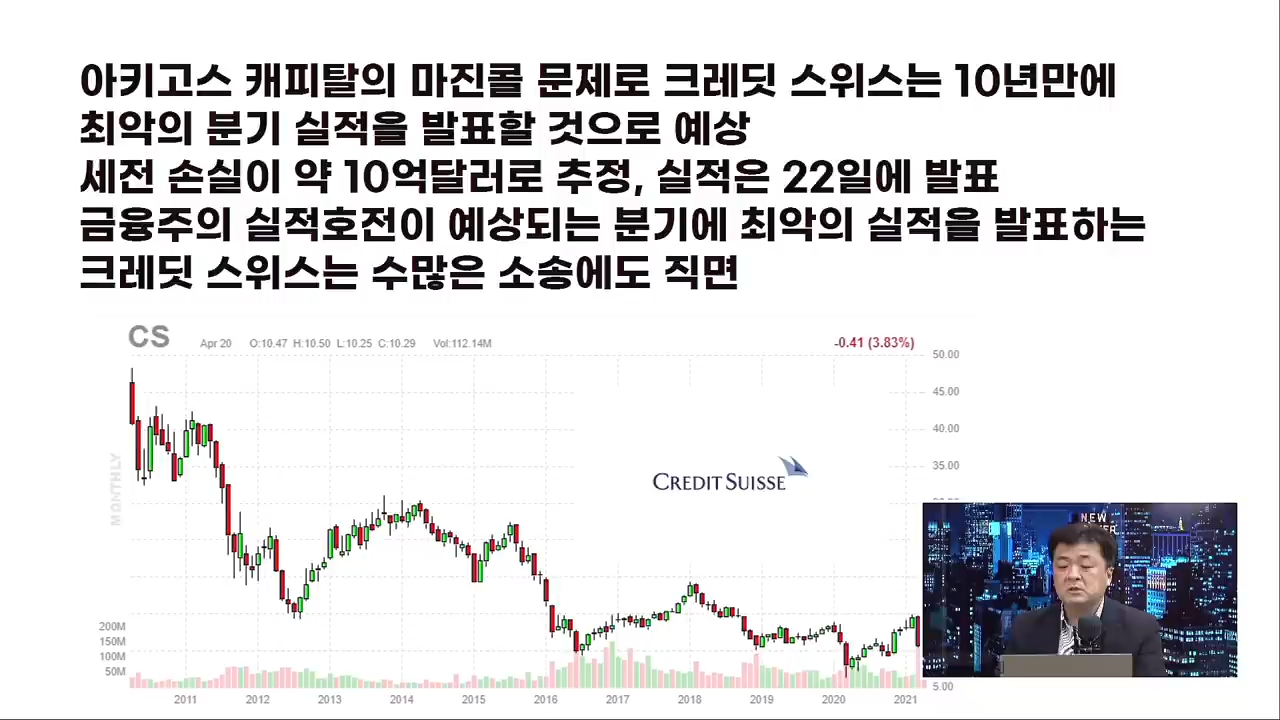 아키고스 캐피탈의 마진콜 문제로 크레딧 스위스는 10년만에
최악의 분기 실적을 발표할 것으로 예상
세전 손실이 약 10억달러로 추정, 실적은 22일에 발표
금융주의 실적호전이 예상되는 분기에 최악의 실적을 발표하는
크레딧 스위스는 수많은 소송에도 직면
CS Apr 20 O:10.47 H:10.50 L:10.25 C:10.29 Vol:112.14M -0.41 (3.83%)
50.00
45.00
40.00
35.00
MONTHLY
CREDIT SUISSE
NEW
200M
150M
100M
50M
5.00
2011 2012 2013 2014 2015 2016 2017 2018 2019 2020 2021